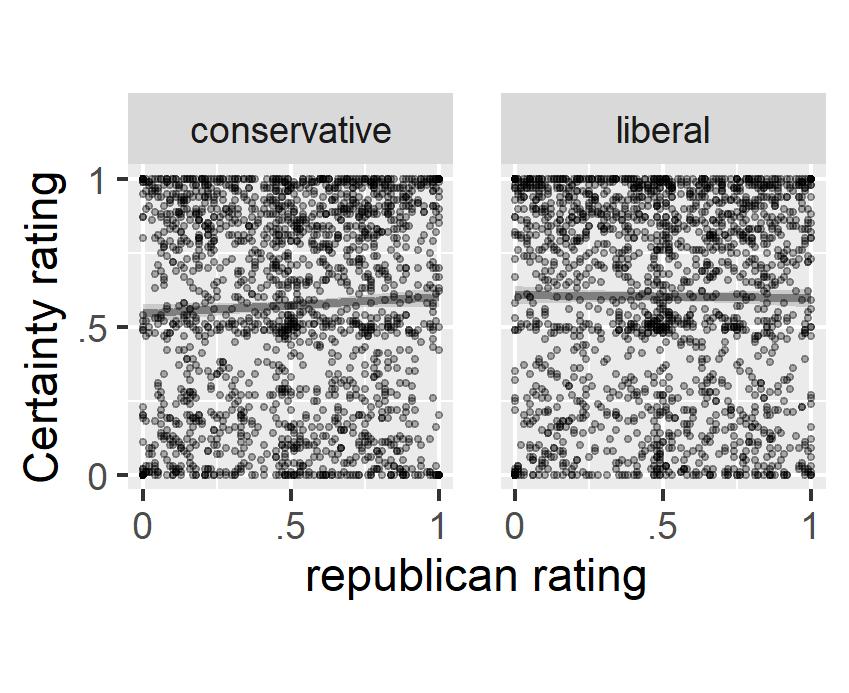 conservative
liberal
Certainty rating
1
.5
0
0
.5
1
0
.5
1
republican rating